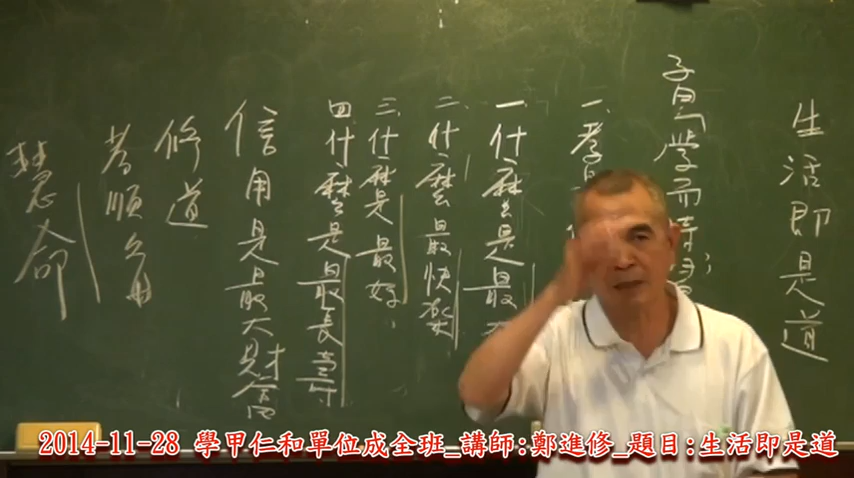 生活即是道
子曰學而時習
一、孝
一、什麼是最大
二、什麼最快樂
三、什麼是最好
四、什麼是最長壽
信用是最大財富
修道
孝順
慧命
2014-11-28 學甲仁和單位成全班_講師:鄭進修_題目:生活即是道